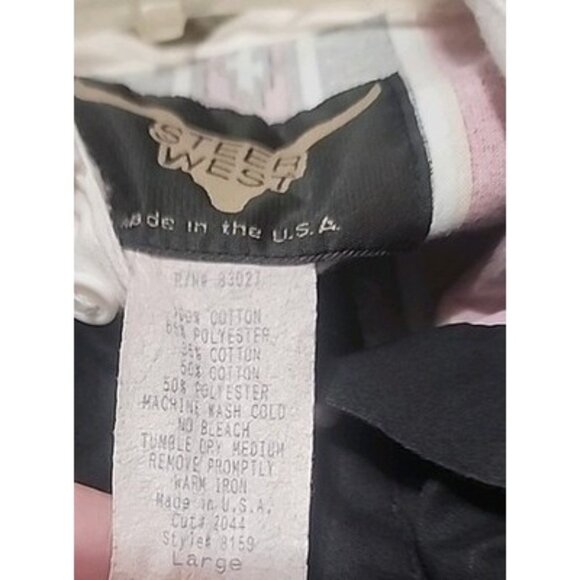 STEER
WEST
Made in the U.S.A.
R/N# 83027
100% COTTON
65% POLYESTER
35% COTTON
50% COTTON
50% POLYESTER
MACHINE WASH COLD
NO BLEACH
TUMBLE DRY MEDIUM
REMOVE PROMPTLY
WARM IRON
Made in U.S.A.
Cut# 2044
Style# 8159
Large